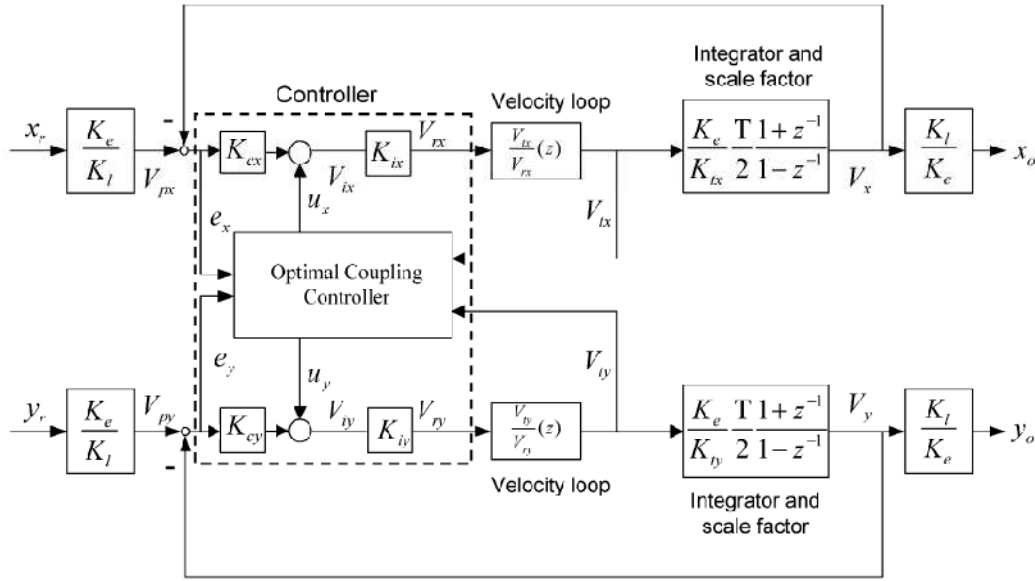 Integrator and
scale factor
Controller
Velocity loop
x_r
K_e
K_l
V_px
-
K_cx
V_ix
K_ix
V_rx
V_tx
V_rx
(z)
K_e T 1 + z^-1
K_tx 2 1 - z^-1
V_x
K_l
K_e
x_o
e_x
u_x
V_tx
Optimal Coupling
Controller
e_y
u_y
V_ty
y_r
K_e
K_l
V_py
-
K_cy
V_iy
K_iy
V_ry
V_ty
V_ry
(z)
K_e T 1 + z^-1
K_ty 2 1 - z^-1
V_y
K_l
K_e
y_o
Velocity loop
Integrator and
scale factor